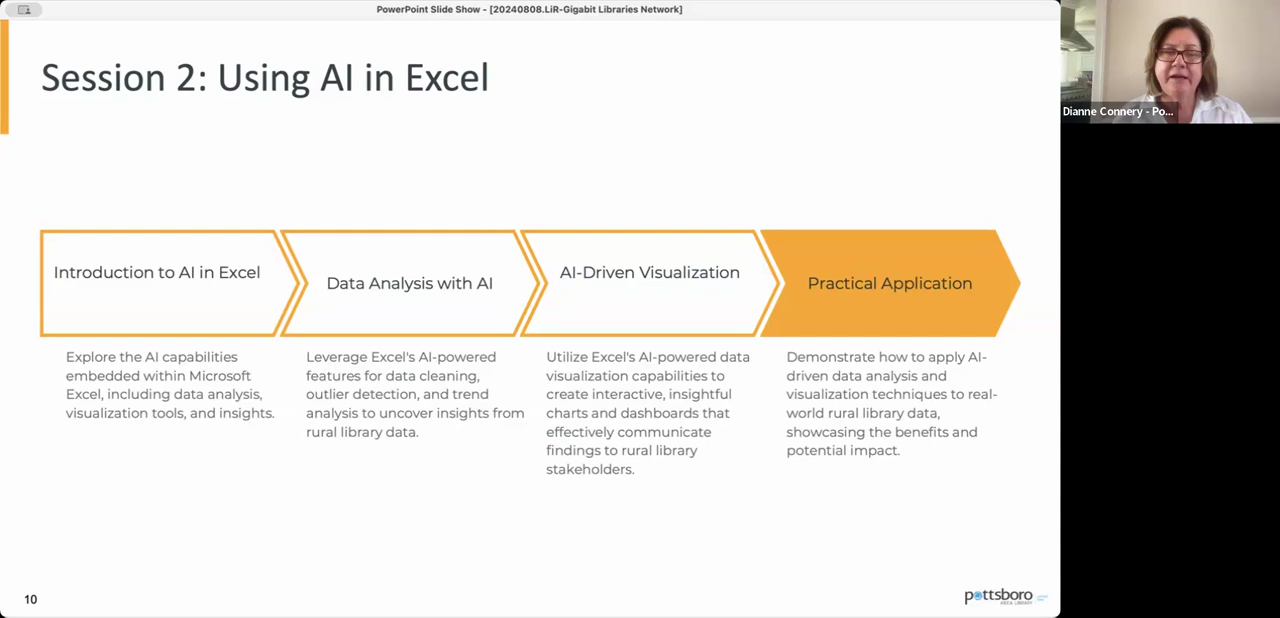 PowerPoint Slide Show - [20240808.LiR-Gigabit Libraries Network]
Session 2: Using AI in Excel
Dianne Connery - Po...
Introduction to AI in Excel
Data Analysis with AI
AI-Driven Visualization
Practical Application
Explore the AI capabilities
embedded within Microsoft
Excel, including data analysis,
visualization tools, and insights.
Leverage Excel's AI-powered
features for data cleaning,
outlier detection, and trend
analysis to uncover insights from
rural library data.
Utilize Excel's AI-powered data
visualization capabilities to
create interactive, insightful
charts and dashboards that
effectively communicate
findings to rural library
stakeholders.
Demonstrate how to apply AI-
driven data analysis and
visualization techniques to real-
world rural library data,
showcasing the benefits and
potential impact.
10
pottsboro
AREA LIBRARY